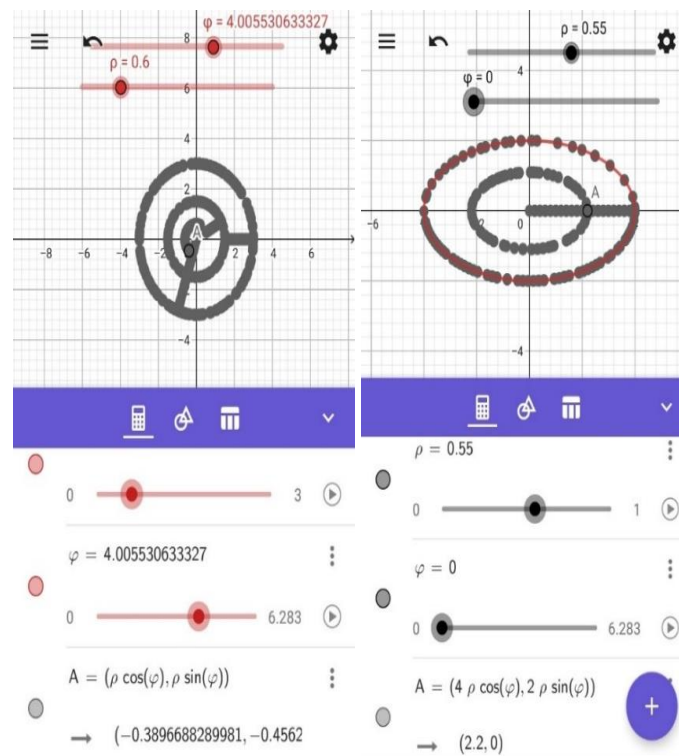 φ = 4.005530633327
8
ρ = 0.6
6
4
2
A
-8
-6
-4
-2
0
2
4
6
-4
0
3
φ = 4.005530633327
0
6.283
A = (ρ cos(φ), ρ sin(φ))
→ (-0.3896688289981, -0.4562
ρ = 0.55
4
φ = 0
A
-6
0
-4
ρ = 0.55
0
1
φ = 0
0
6.283
A = (4 ρ cos(φ), 2 ρ sin(φ))
→ (2.2, 0)
+